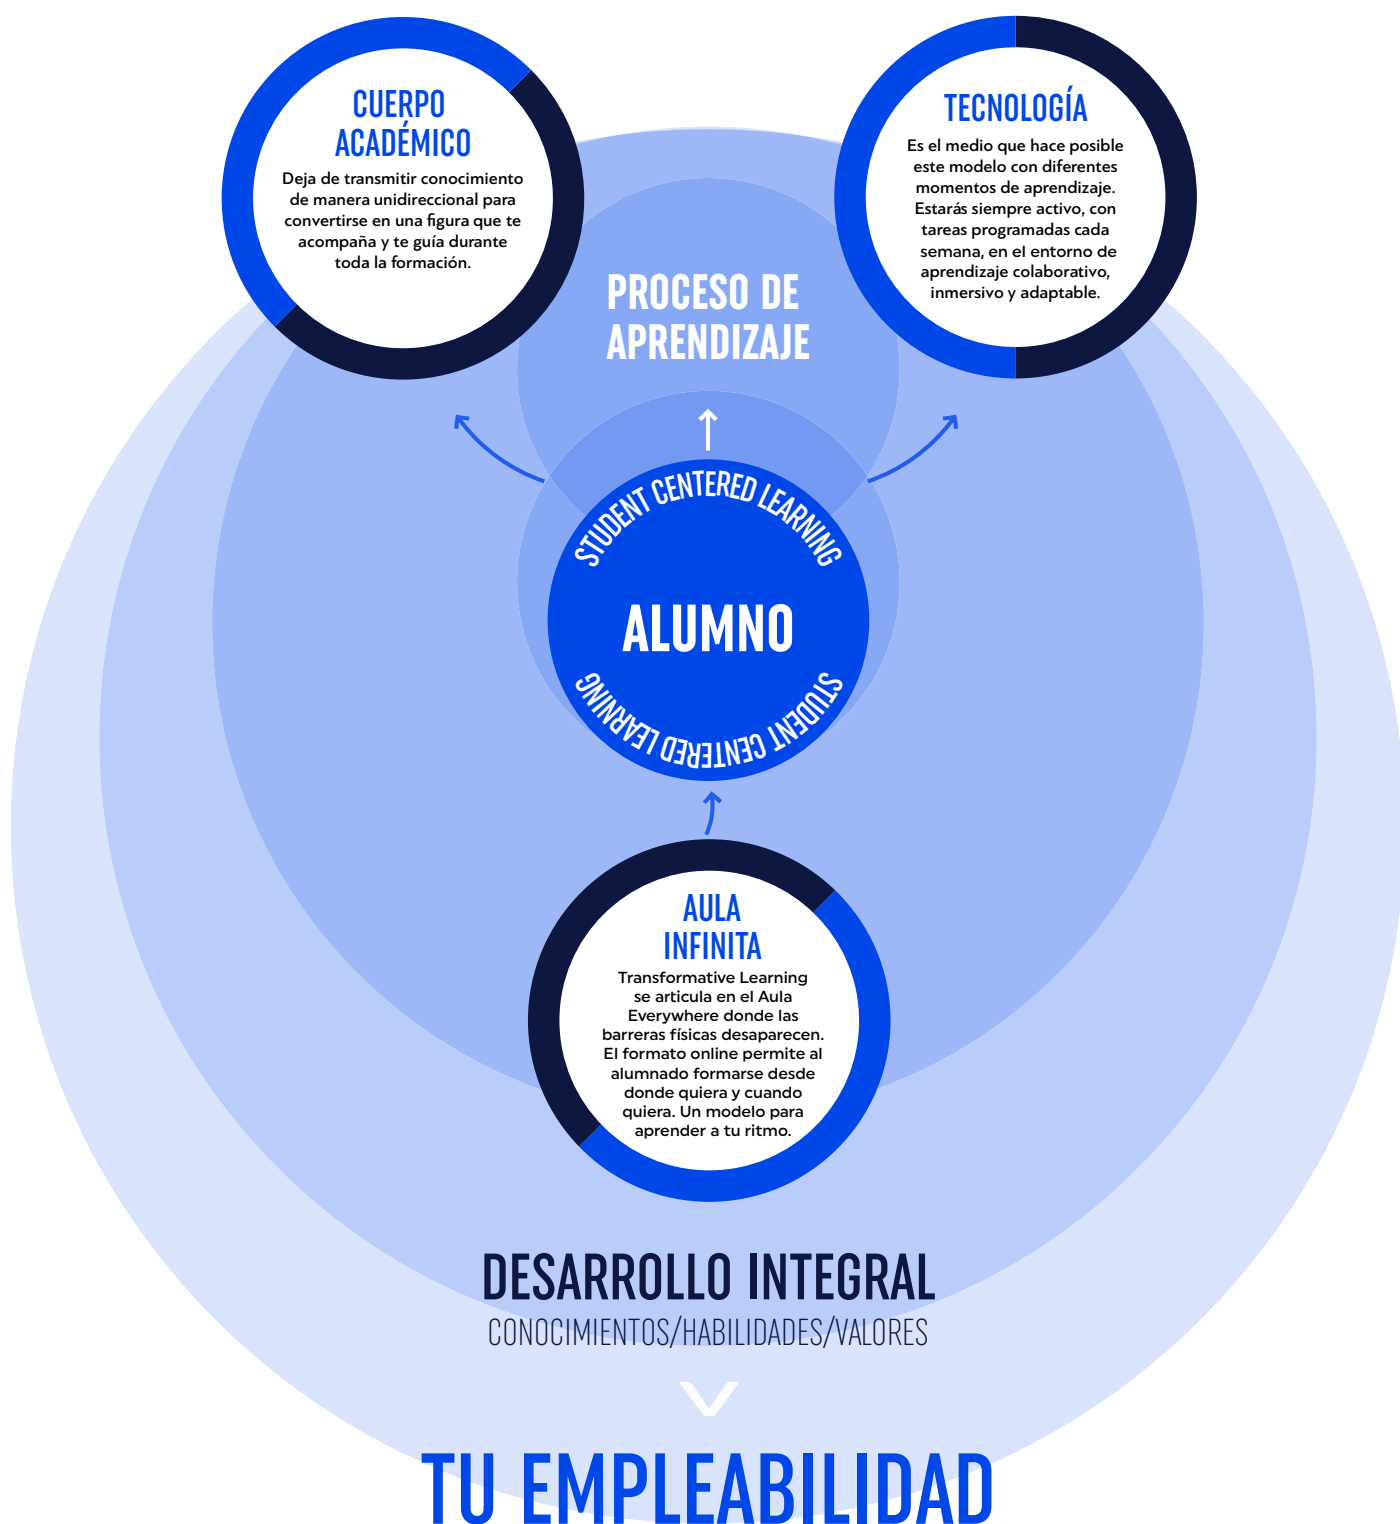 CUERPO
ACADÉMICO
Deja de transmitir conocimiento
de manera unidireccional para
convertirse en una figura que te
acompaña y te guía durante
toda la formación.
TECNOLOGÍA
Es el medio que hace posible
este modelo con diferentes
momentos de aprendizaje.
Estarás siempre activo, con
tareas programadas cada
semana, en el entorno de
aprendizaje colaborativo,
inmersivo y adaptable.
PROCESO DE
APRENDIZAJE
STUDENT CENTERED LEARNING
ALUMNO
STUDENT CENTERED LEARNING
AULA
INFINITA
Transformative Learning
se articula en el Aula
Everywhere donde las
barreras físicas desaparecen.
El formato online permite al
alumnado formarse desde
donde quiera y cuando
quiera. Un modelo para
aprender a tu ritmo.
DESARROLLO INTEGRAL
CONOCIMIENTOS/HABILIDADES/VALORES
TU EMPLEABILIDAD